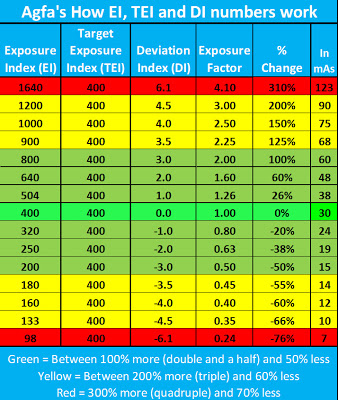 Agfa's How EI, TEI and DI numbers work
Exposure Index (EI) Target Exposure Index (TEI) Deviation Index (DI) Exposure Factor % Change In mAs
1640 400 6.1 4.10 310% 123
1200 400 4.5 3.00 200% 90
1000 400 4.0 2.50 150% 75
900 400 3.5 2.25 125% 68
800 400 3.0 2.00 100% 60
640 400 2.0 1.60 60% 48
504 400 1.0 1.26 26% 38
400 400 0.0 1.00 0% 30
320 400 -1.0 0.80 -20% 24
250 400 -2.0 0.63 -38% 19
200 400 -3.0 0.50 -50% 15
180 400 -3.5 0.45 -55% 14
160 400 -4.0 0.40 -60% 12
133 400 -4.5 0.35 -66% 10
98 400 -6.1 0.24 -76% 7
Green = Between 100% more (double and a half) and 50% less
Yellow = Between 200% more (triple) and 60% less
Red = 300% more (quadruple) and 70% less